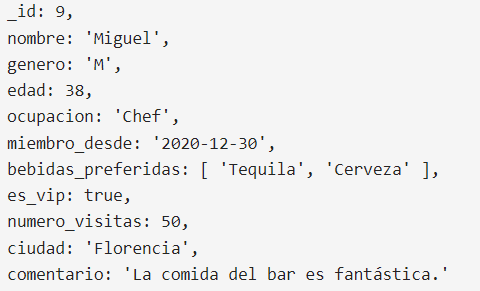 _id: 9,
nombre: 'Miguel',
genero: 'M',
edad: 38,
ocupacion: 'Chef',
miembro_desde: '2020-12-30',
bebidas_preferidas: [ 'Tequila', 'Cerveza' ],
es_vip: true,
numero_visitas: 50,
ciudad: 'Florencia',
comentario: 'La comida del bar es fantástica.'